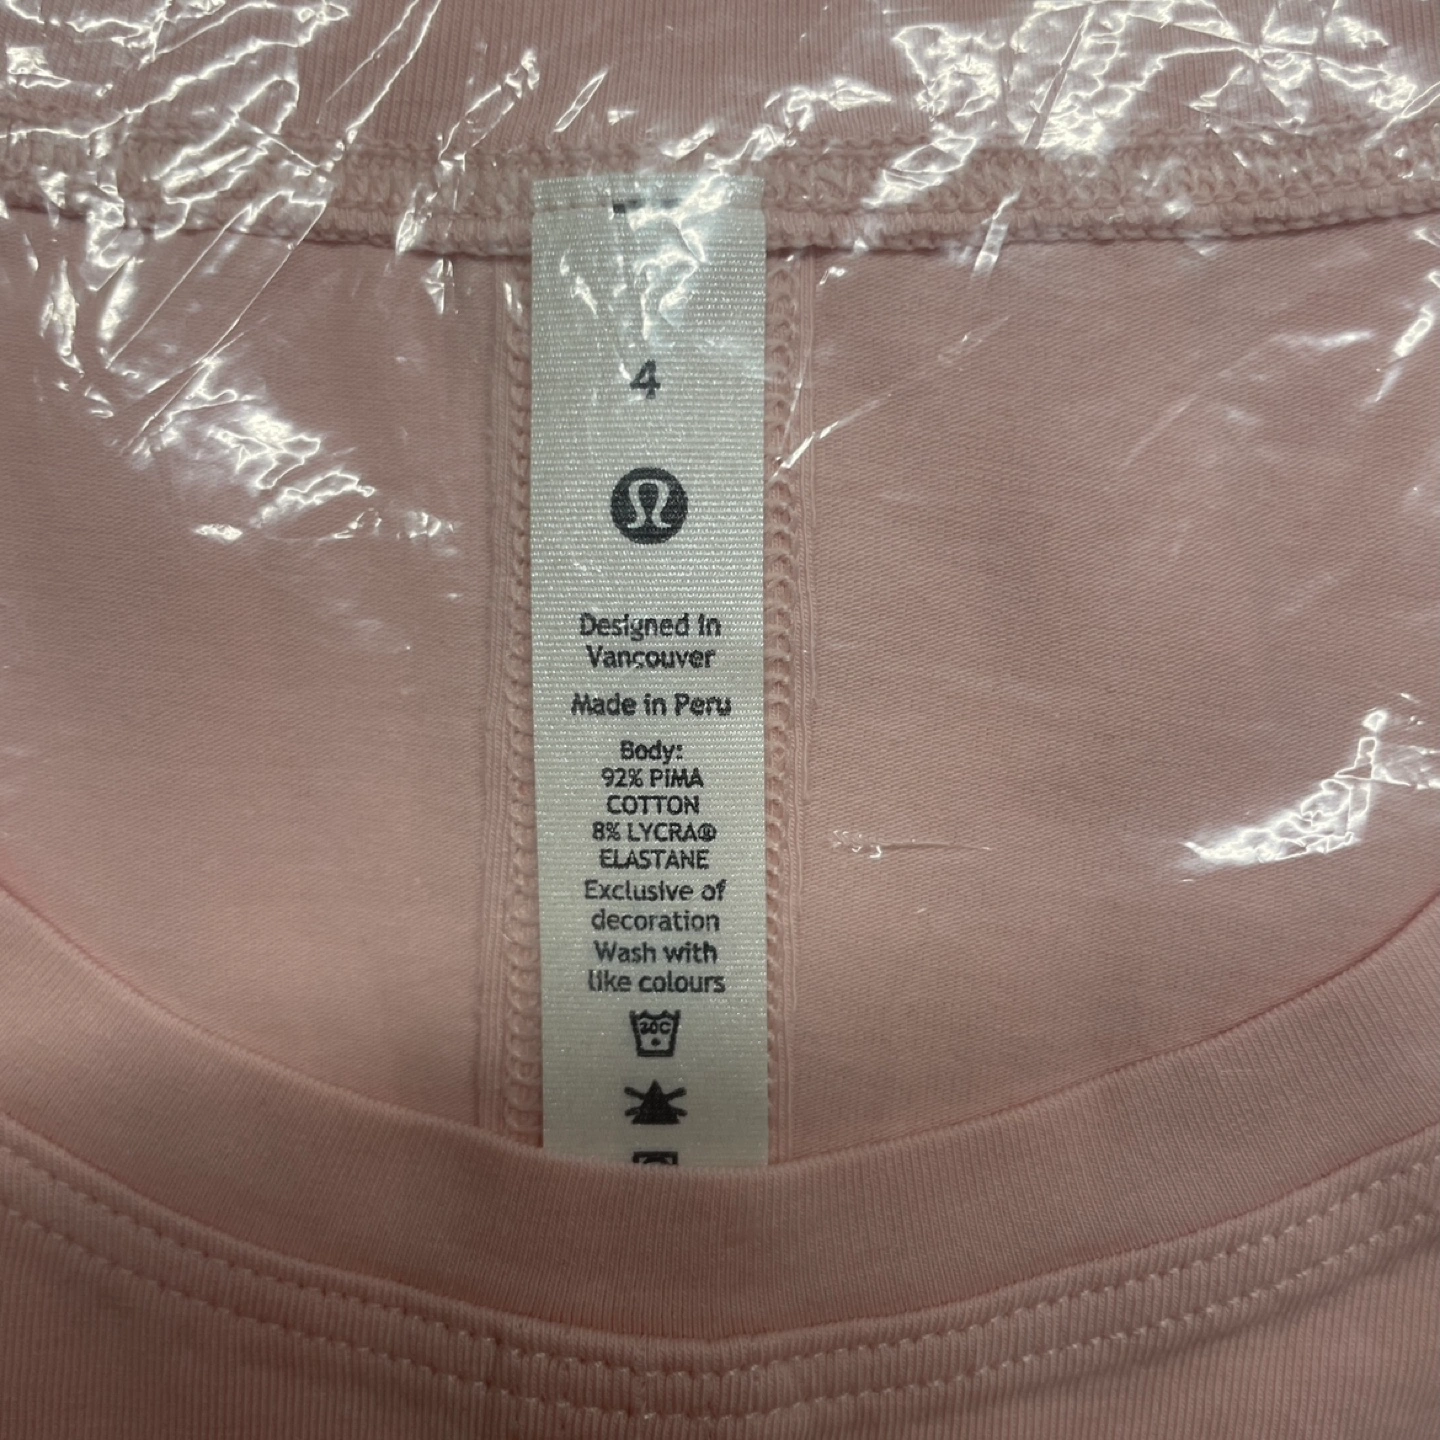 4
Designed in
Vancouver
Made in Peru
Body:
92% PIMA
COTTON
8% LYCRA®
ELASTANE
Exclusive of
decoration
Wash with
like colours
30C